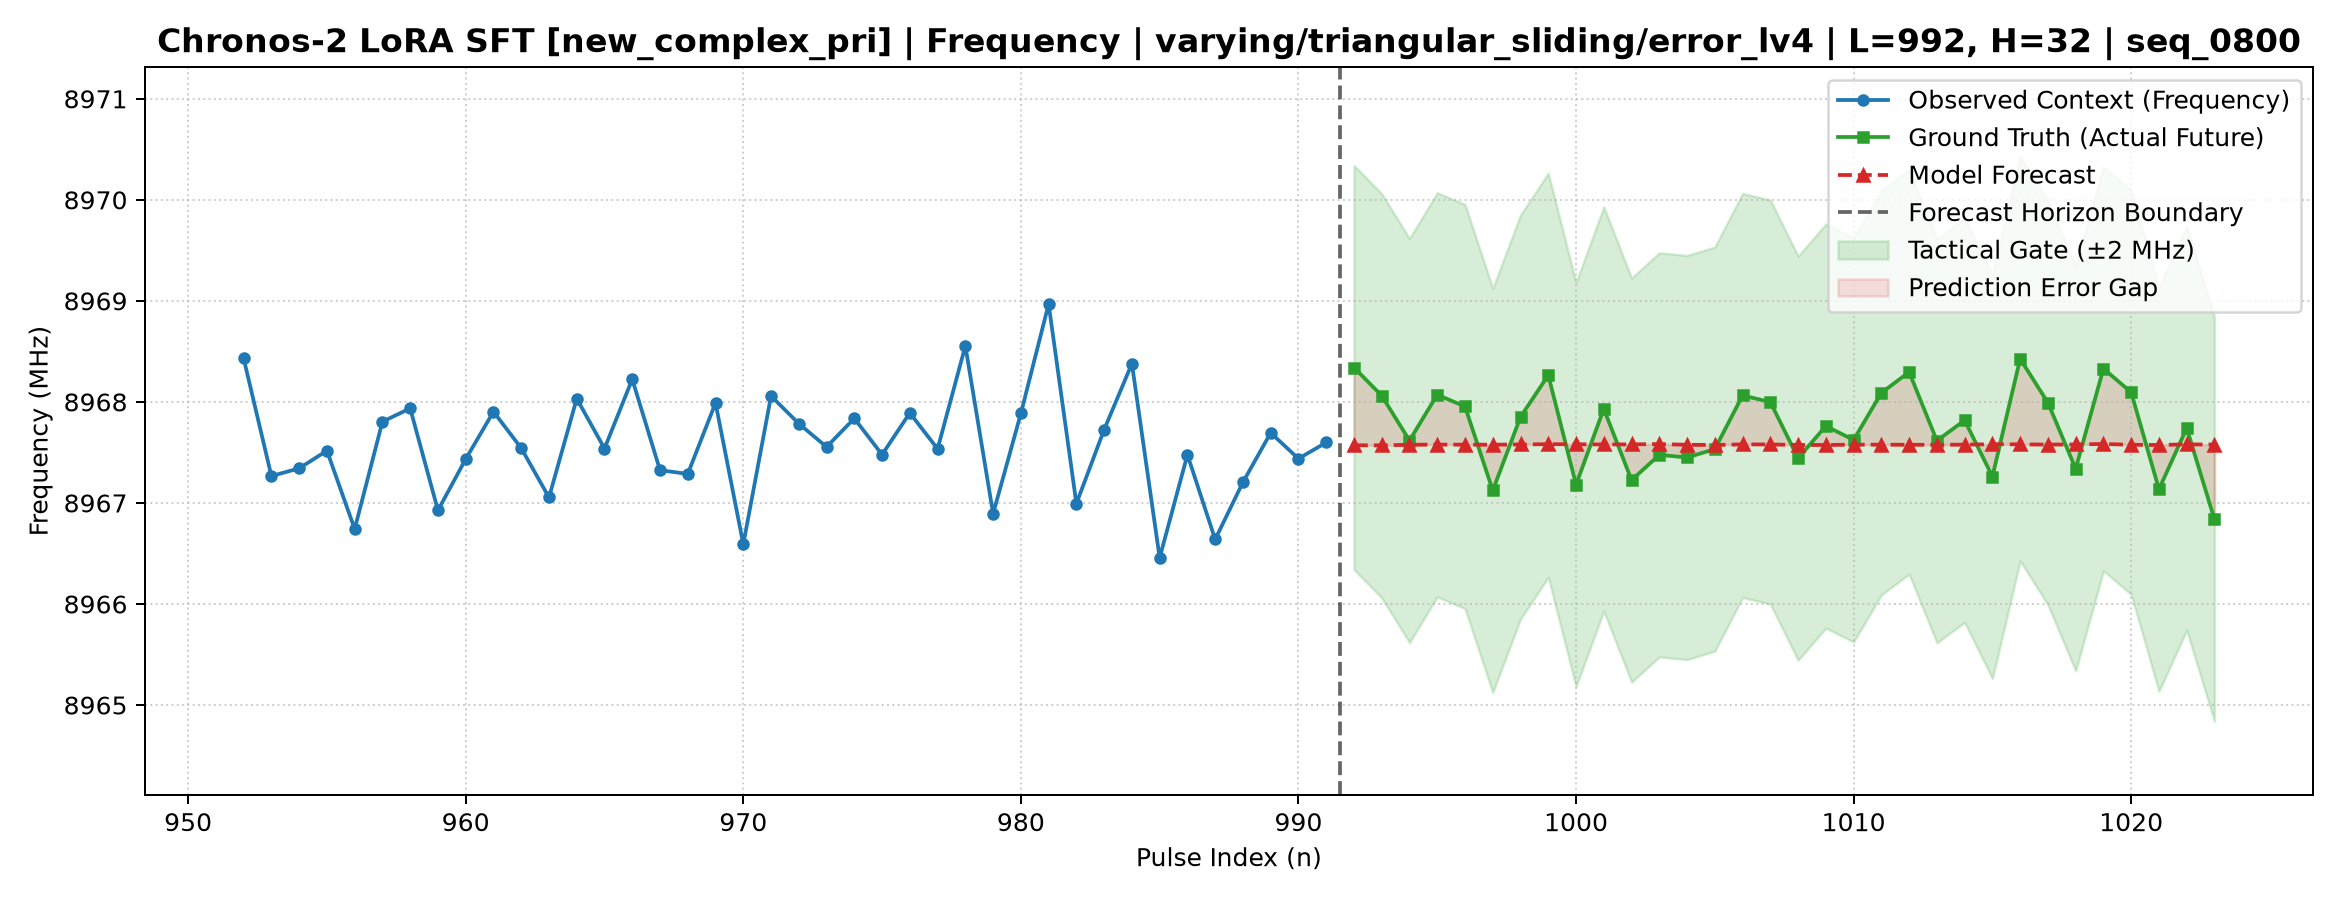 Chronos-2 LoRA SFT [new_complex_pri] | Frequency | varying/triangular_sliding/error_lv4 | L=992, H=32 | seq_0800
Observed Context (Frequency)
Ground Truth (Actual Future)
Model Forecast
Forecast Horizon Boundary
Tactical Gate (±2 MHz)
Prediction Error Gap
Frequency (MHz)
8971
8970
8969
8968
8967
8966
8965
950 960 970 980 990 1000 1010 1020
Pulse Index (n)